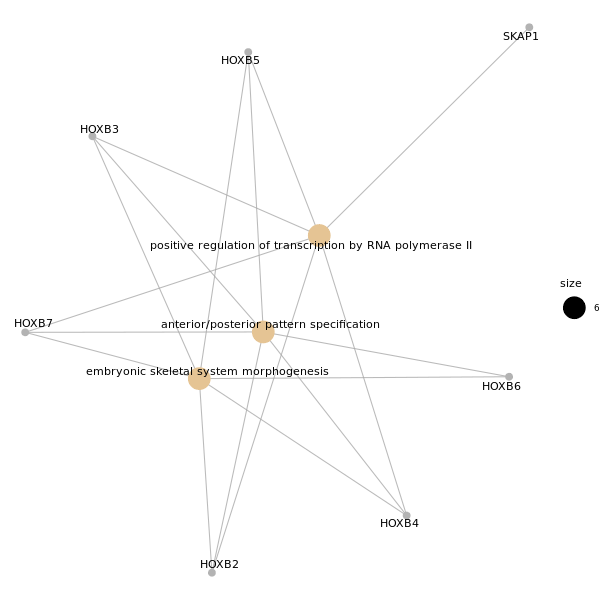 SKAP1
HOXB5
HOXB3
positive regulation of transcription by RNA polymerase II
size
6
HOXB7
anterior/posterior pattern specification
embryonic skeletal system morphogenesis
HOXB6
HOXB4
HOXB2